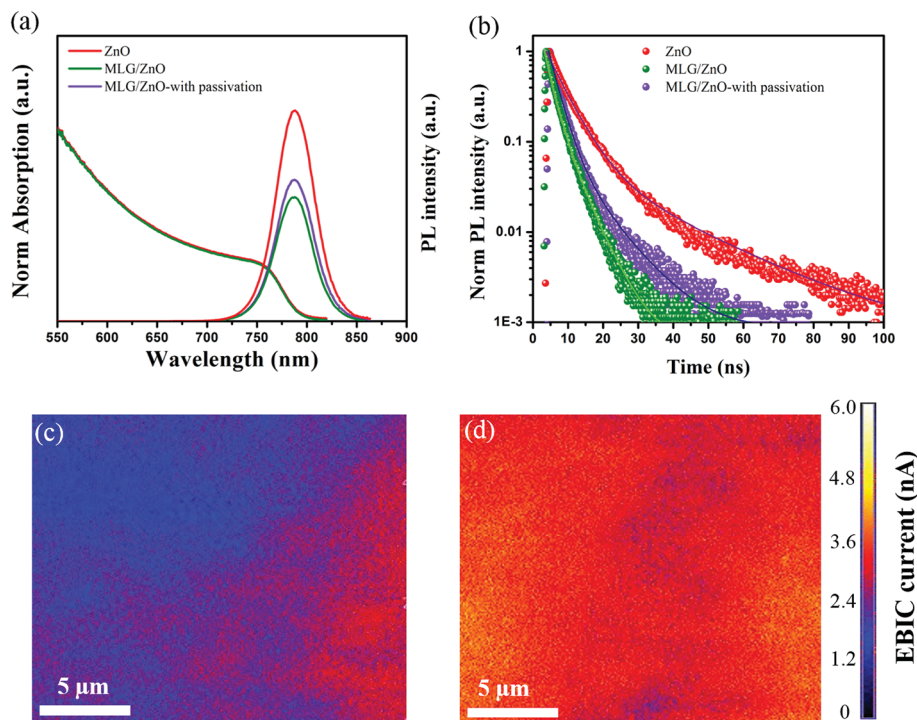 (a)
ZnO
MLG/ZnO
MLG/ZnO-with passivation
Norm Absorption (a.u.)
PL intensity (a.u.)
550 600 650 700 750 800 850 900
Wavelength (nm)
(b)
ZnO
MLG/ZnO
MLG/ZnO-with passivation
Norm PL intensity (a.u.)
1
0.1
0.01
1E-3
0 10 20 30 40 50 60 70 80 90 100
Time (ns)
(c)
5 μm
(d)
5 μm
6.0
4.8
3.6
2.4
1.2
0
EBIC current (nA)